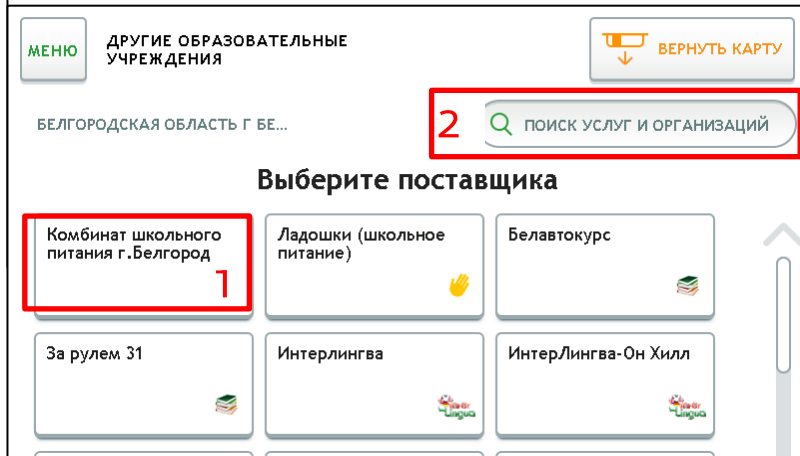 МЕНЮ
ДРУГИЕ ОБРАЗОВАТЕЛЬНЫЕ
УЧРЕЖДЕНИЯ
ВЕРНУТЬ КАРТУ
БЕЛГОРОДСКАЯ ОБЛАСТЬ Г БЕ...
2
ПОИСК УСЛУГ И ОРГАНИЗАЦИЙ
Выберите поставщика
Комбинат школьного
питания г.Белгород
1
Ладошки (школьное
питание)
Белавтокурс
За рулем 31
Интерлингва
ИнтерЛингва-Он Хилл